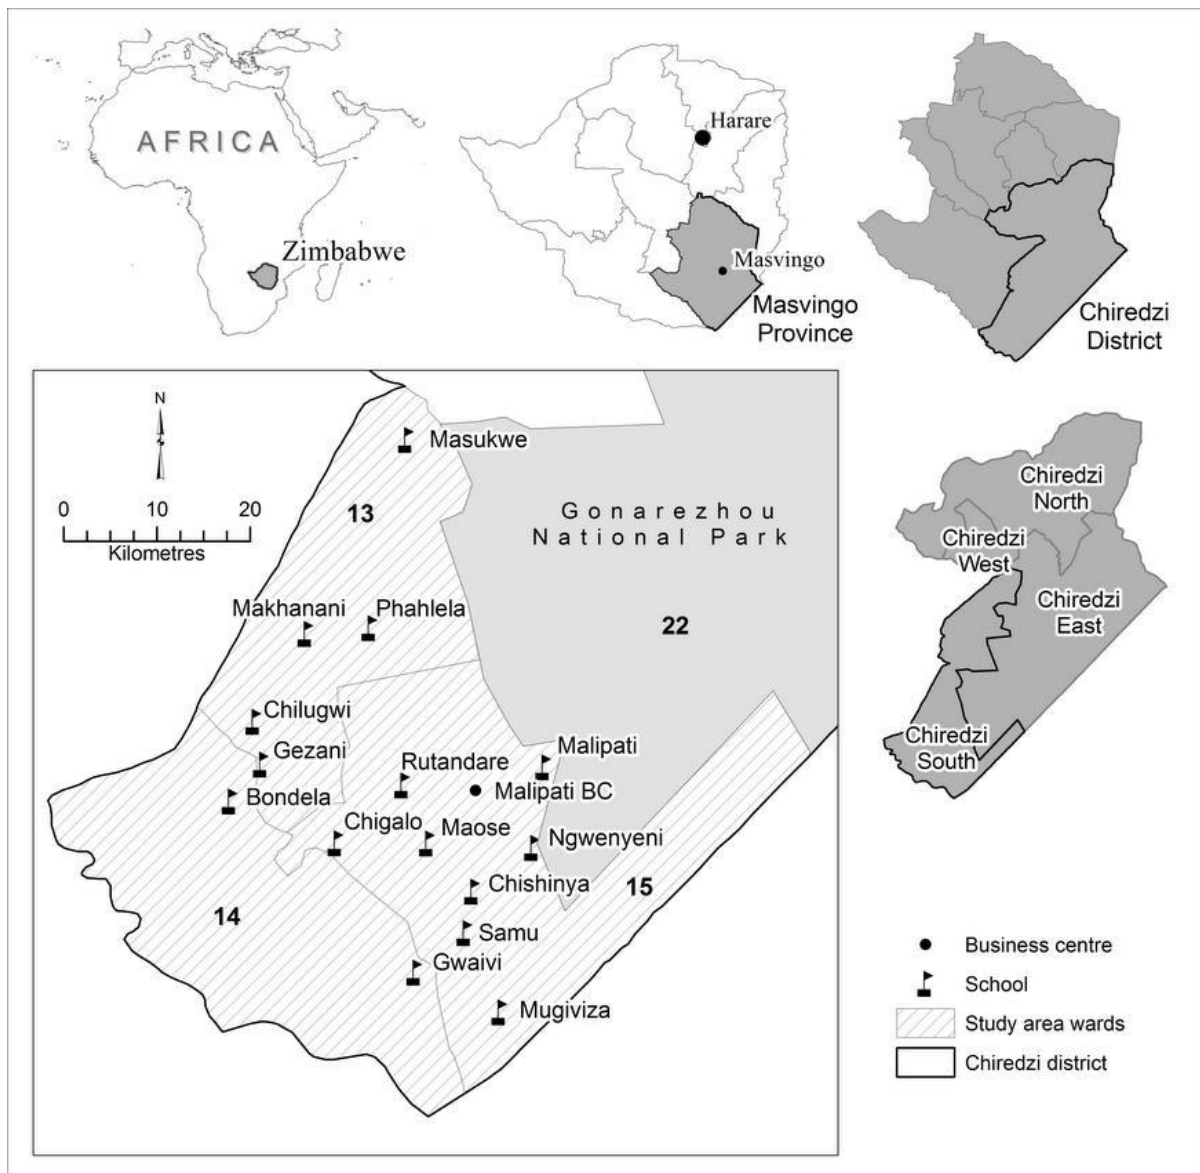 AFRICA
Zimbabwe
Harare
Masvingo
Masvingo
Province
Chiredzi
District
N
0 10 20
Kilometres
Masukwe
13
Gonarezhou
National Park
Makhanani
Phahlela
22
Chilugwi
Gezani
Bondela
Rutandare
Malipati
Malipati BC
Chigalo
Maose
Ngwenyeni
Chishinya
15
14
Samu
Gwaivi
Mugiviza
Chiredzi
North
Chiredzi
West
Chiredzi
East
Chiredzi
South
Business centre
School
Study area wards
Chiredzi district